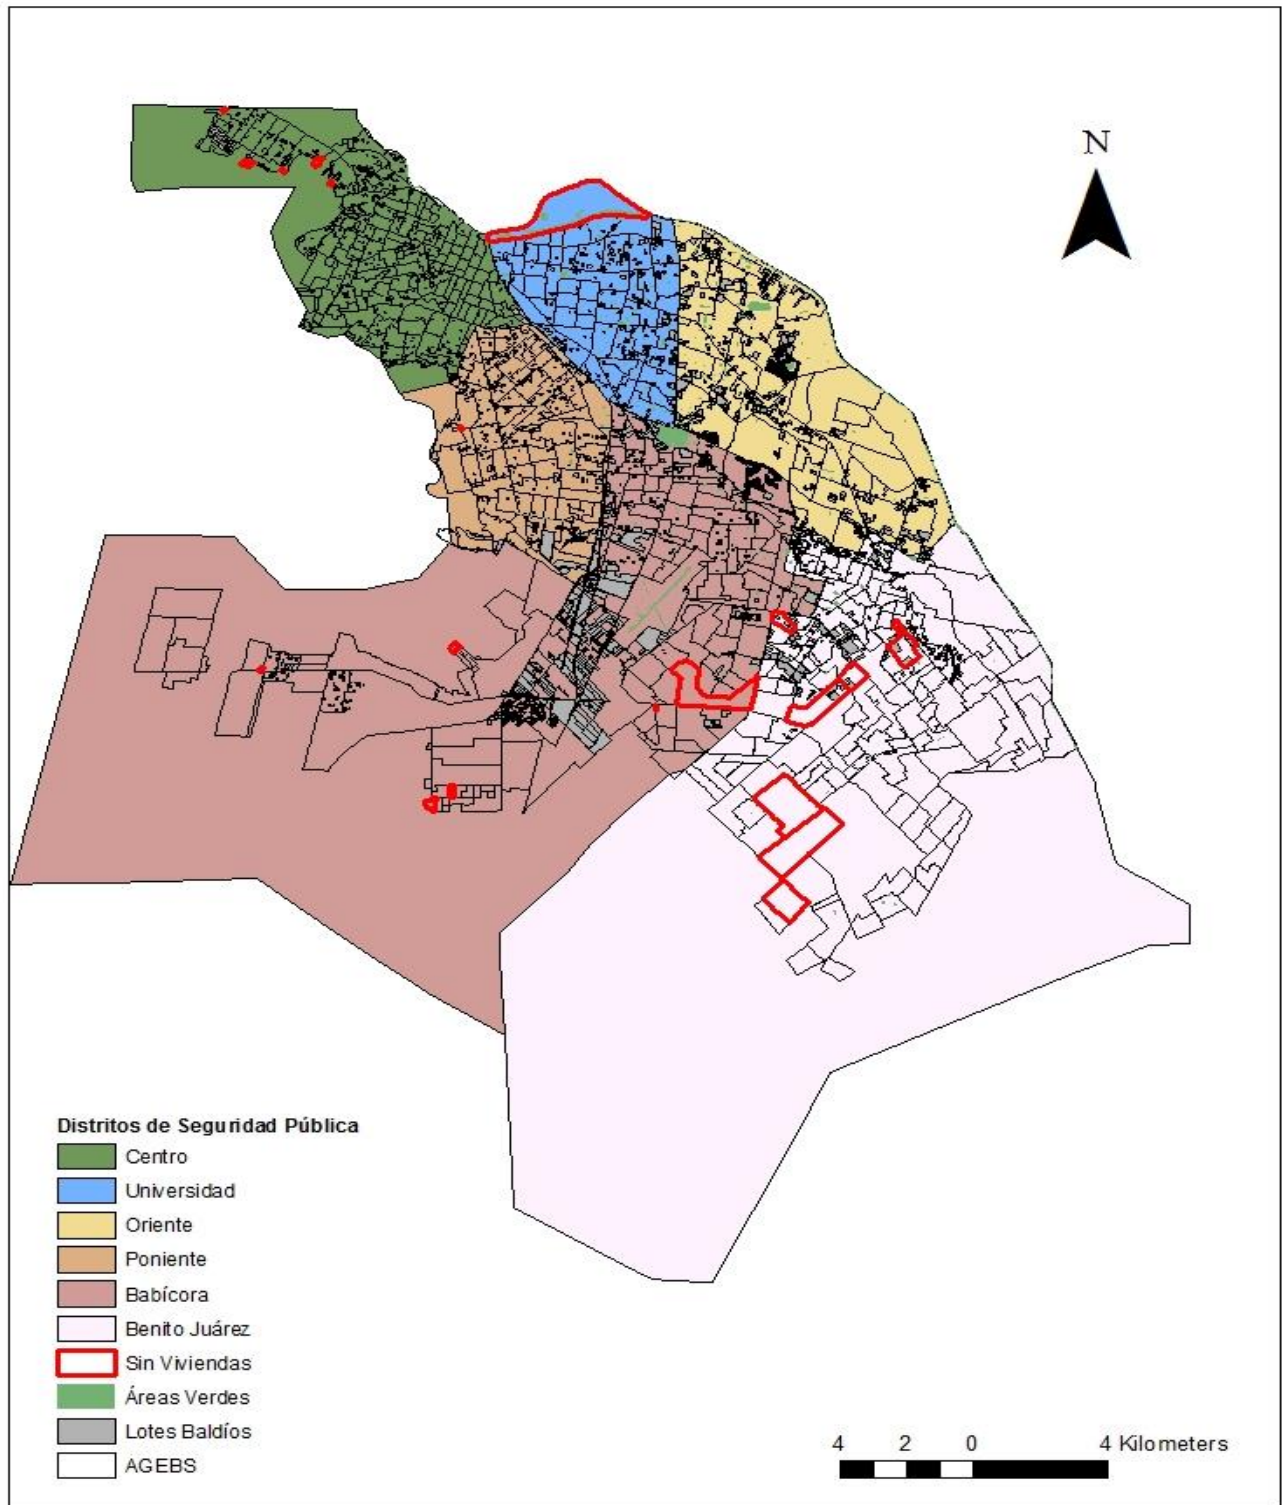 N
Distritos de Seguridad Pública
Centro
Universidad
Oriente
Poniente
Babícora
Benito Juárez
Sin Viviendas
Áreas Verdes
Lotes Baldíos
AGEBS
4 2 0 4 Kilometers